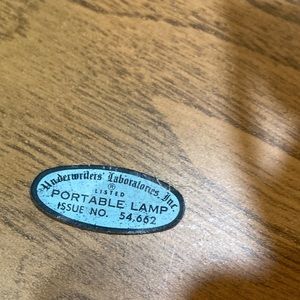 Underwriters' Laboratories, Inc.
®
LISTED
PORTABLE LAMP
ISSUE NO. 54,662